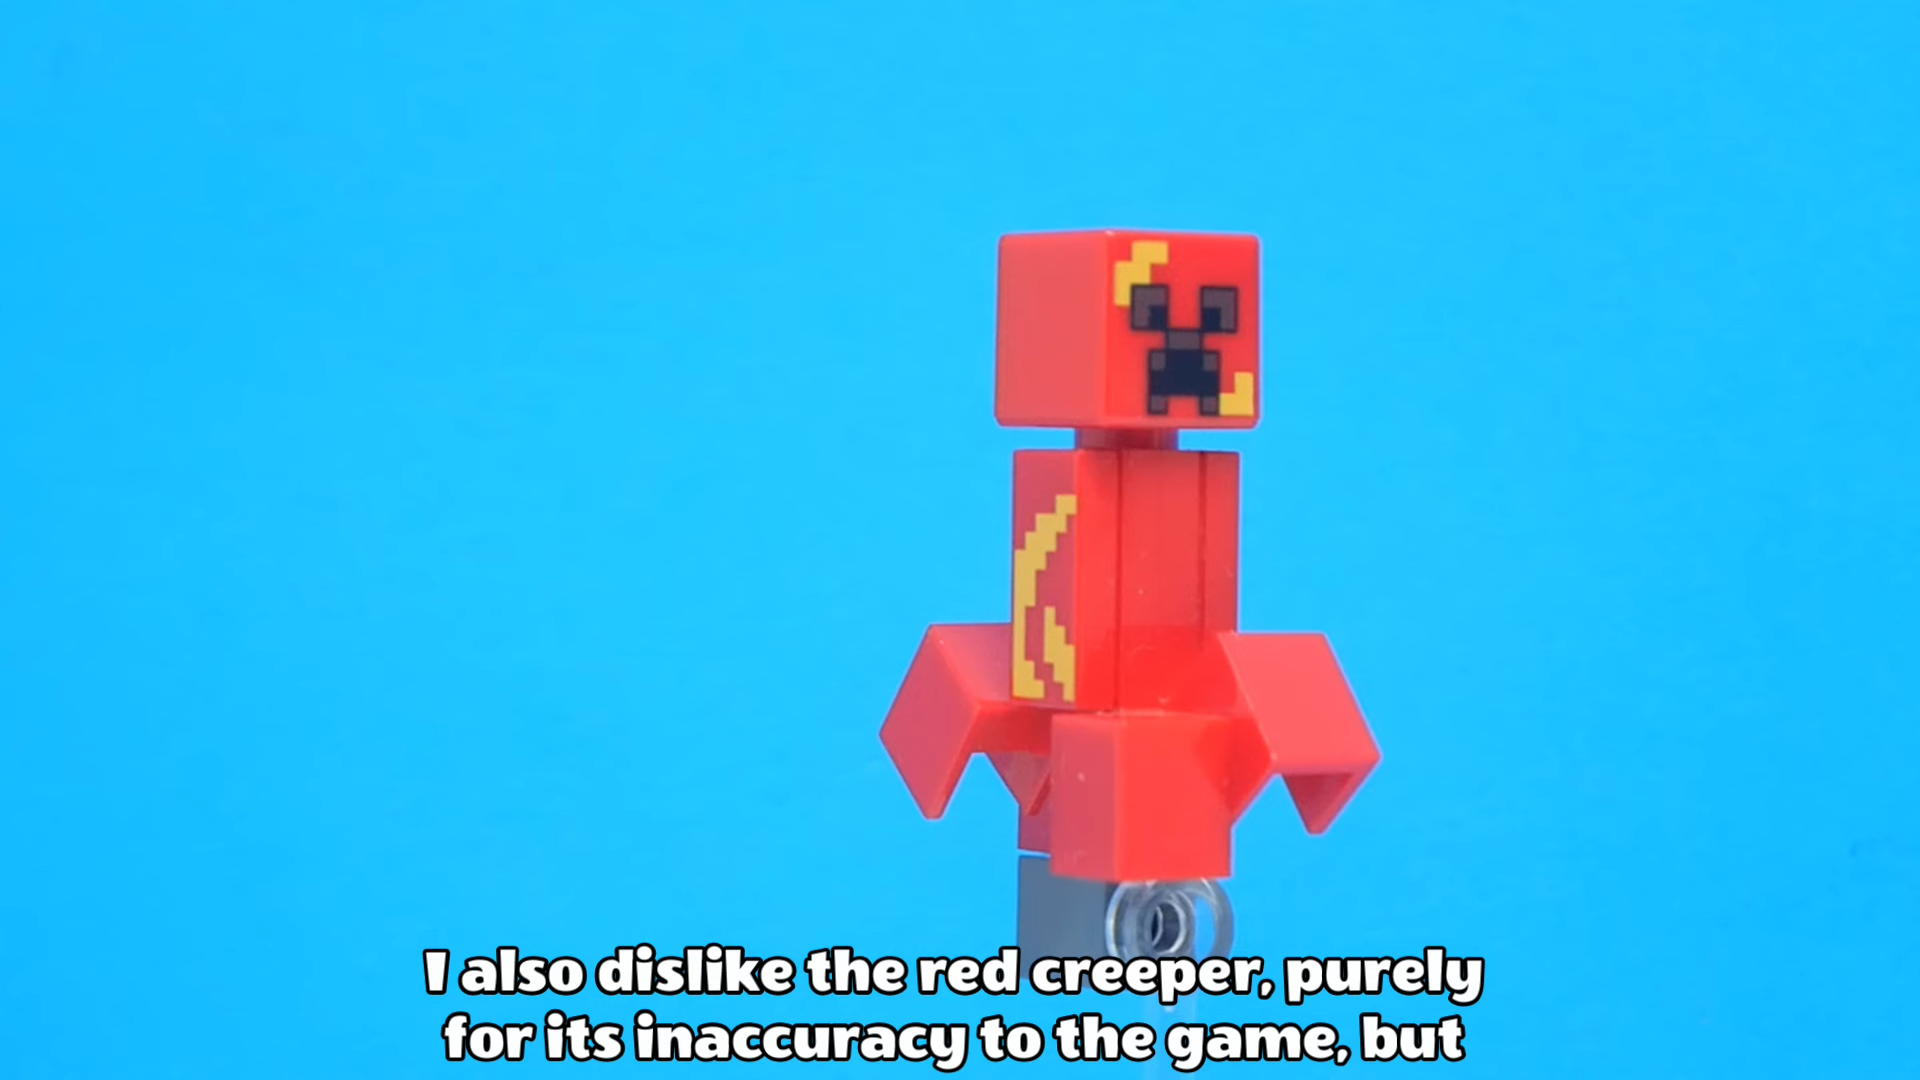 I also dislike the red creeper, purely
for its inaccuracy to the game, but